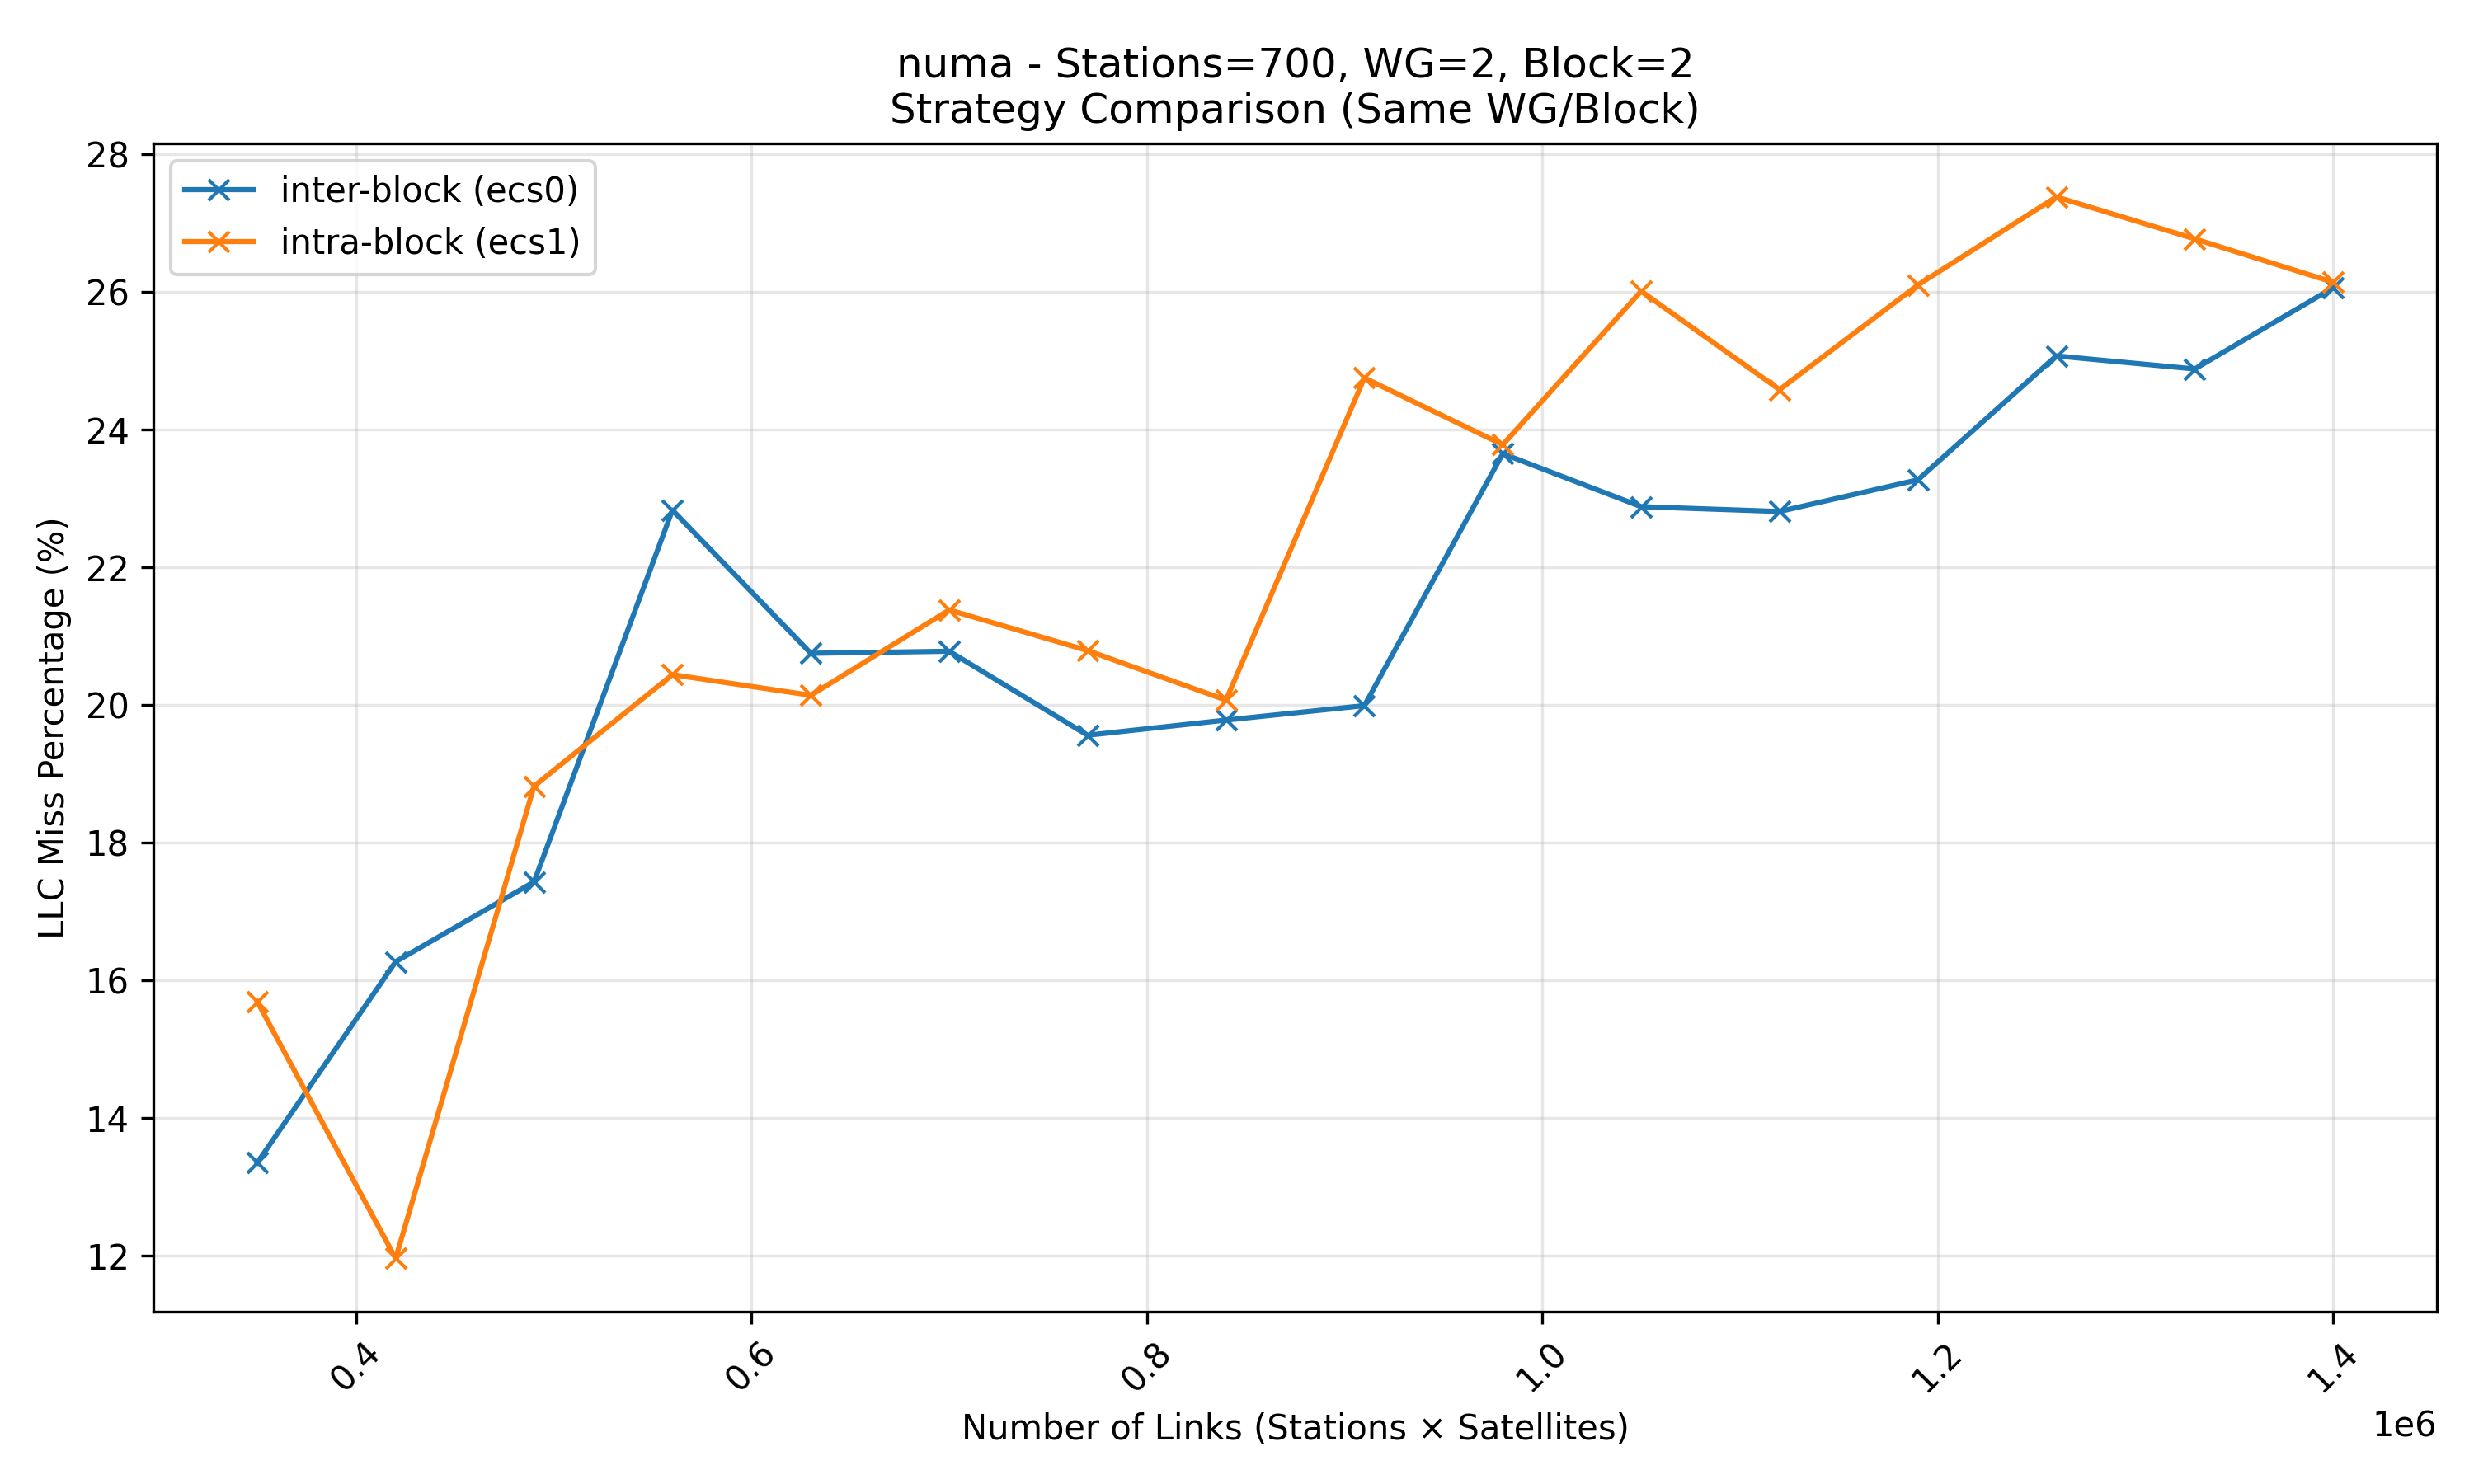 numa - Stations=700, WG=2, Block=2
Strategy Comparison (Same WG/Block)
inter-block (ecs0)
intra-block (ecs1)
LLC Miss Percentage (%)
28
26
24
22
20
18
16
14
12
0.4
0.6
0.8
1.0
1.2
1.4
1e6
Number of Links (Stations × Satellites)